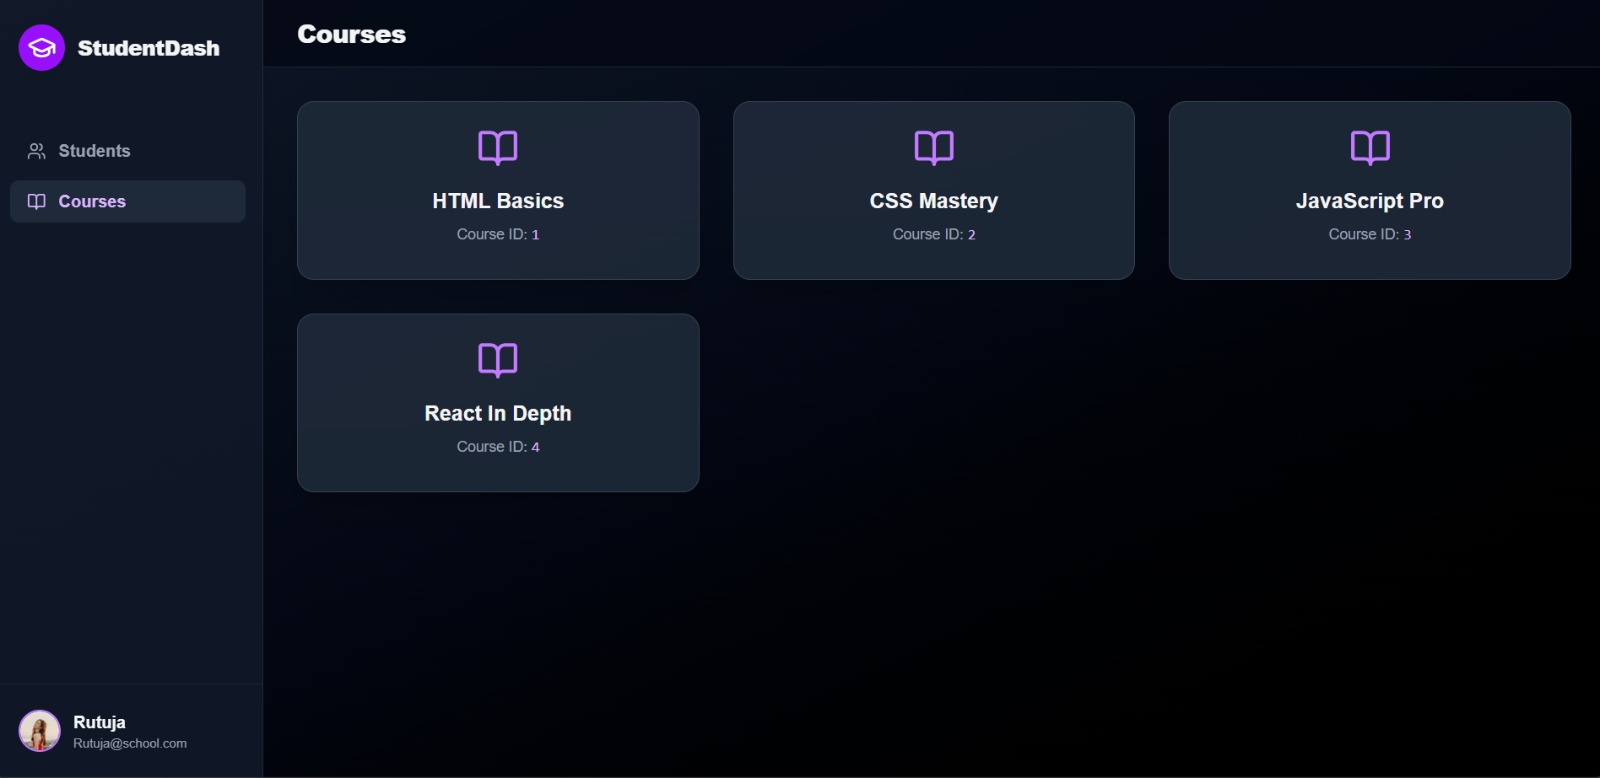 StudentDash
Students
Courses
Rutuja
Rutuja@school.com
Courses
HTML Basics
Course ID: 1
CSS Mastery
Course ID: 2
JavaScript Pro
Course ID: 3
React In Depth
Course ID: 4